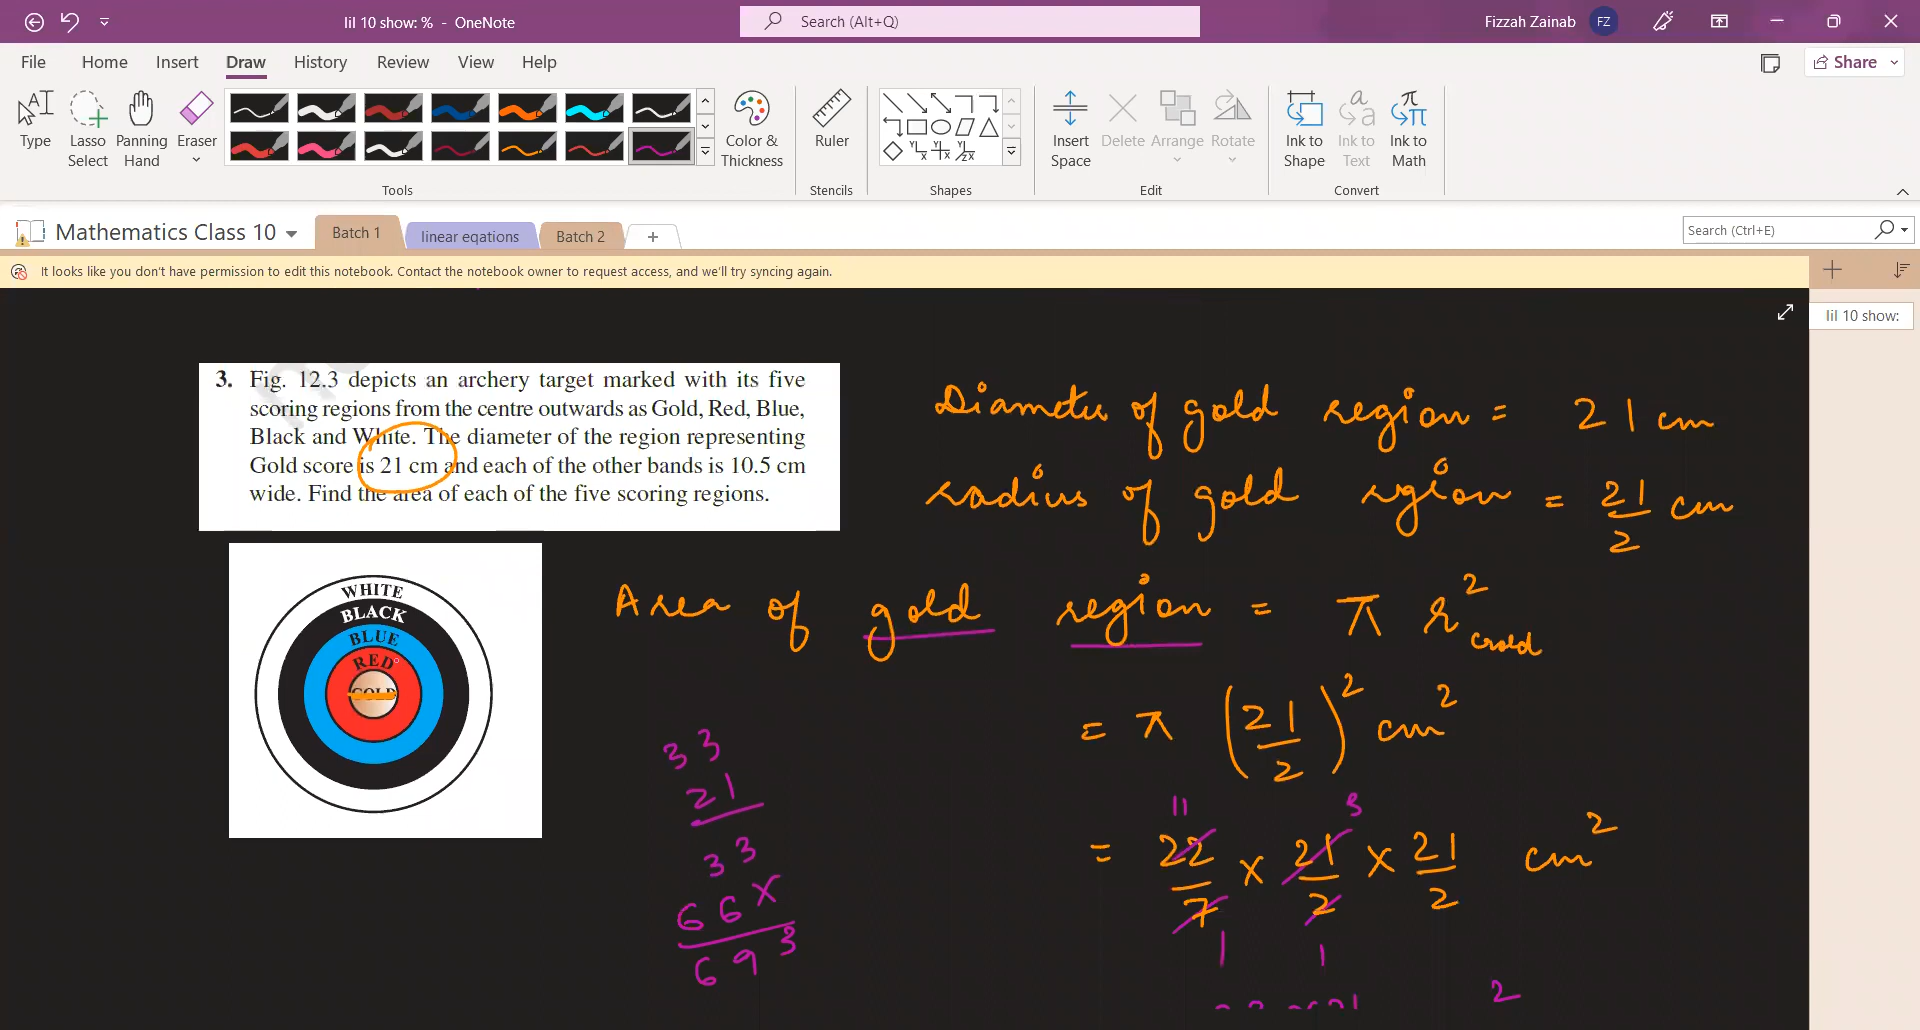 lil 10 show: % - OneNote
Search (Alt+Q)
Fizzah Zainab
FZ
File Home Insert Draw History Review View Help
Share
Type
Lasso Select
Panning Hand
Eraser
Color & Thickness
Ruler
Insert Space
Delete
Arrange
Rotate
Ink to Shape
Ink to Text
Ink to Math
Tools
Stencils
Shapes
Edit
Convert
Mathematics Class 10
Batch 1
linear eqations
Batch 2
Search (Ctrl+E)
It looks like you don't have permission to edit this notebook. Contact the notebook owner to request access, and we'll try syncing again.
lil 10 show:
3. Fig. 12.3 depicts an archery target marked with its five
scoring regions from the centre outwards as Gold, Red, Blue,
Black and White. The diameter of the region representing
Gold score is 21 cm and each of the other bands is 10.5 cm
wide. Find the area of each of the five scoring regions.
WHITE
BLACK
BLUE
RED
GOLD
Diameter of gold region = 21 cm
radius of gold region = 21/2 cm
Area of gold region = π r² Gold
= π (21/2)² cm²
= 22/7 × 21/2 × 21/2 cm²
11 3
1 1
33
21
33
66×
693